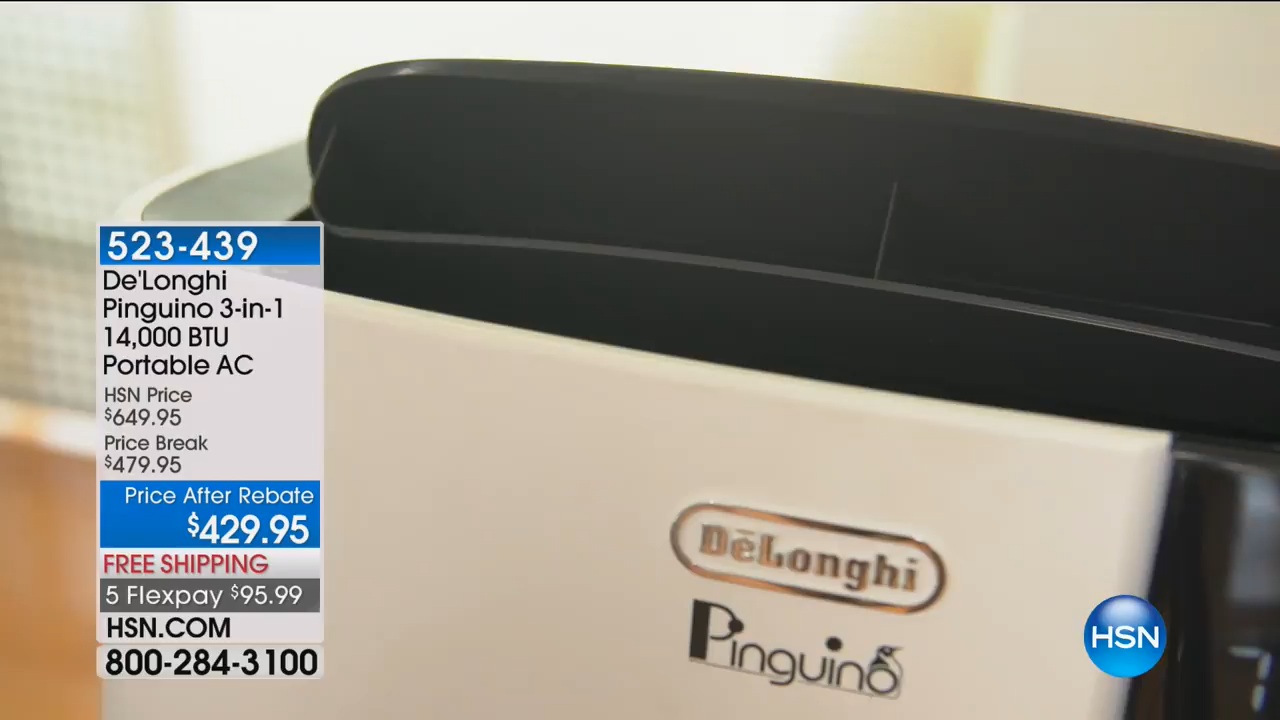 523-439
De'Longhi
Pinguino 3-in-1
14,000 BTU
Portable AC
HSN Price
$649.95
Price Break
$479.95
Price After Rebate
$429.95
FREE SHIPPING
5 Flexpay $95.99
HSN.COM
800-284-3100
DēLonghi
Pinguino
HSN